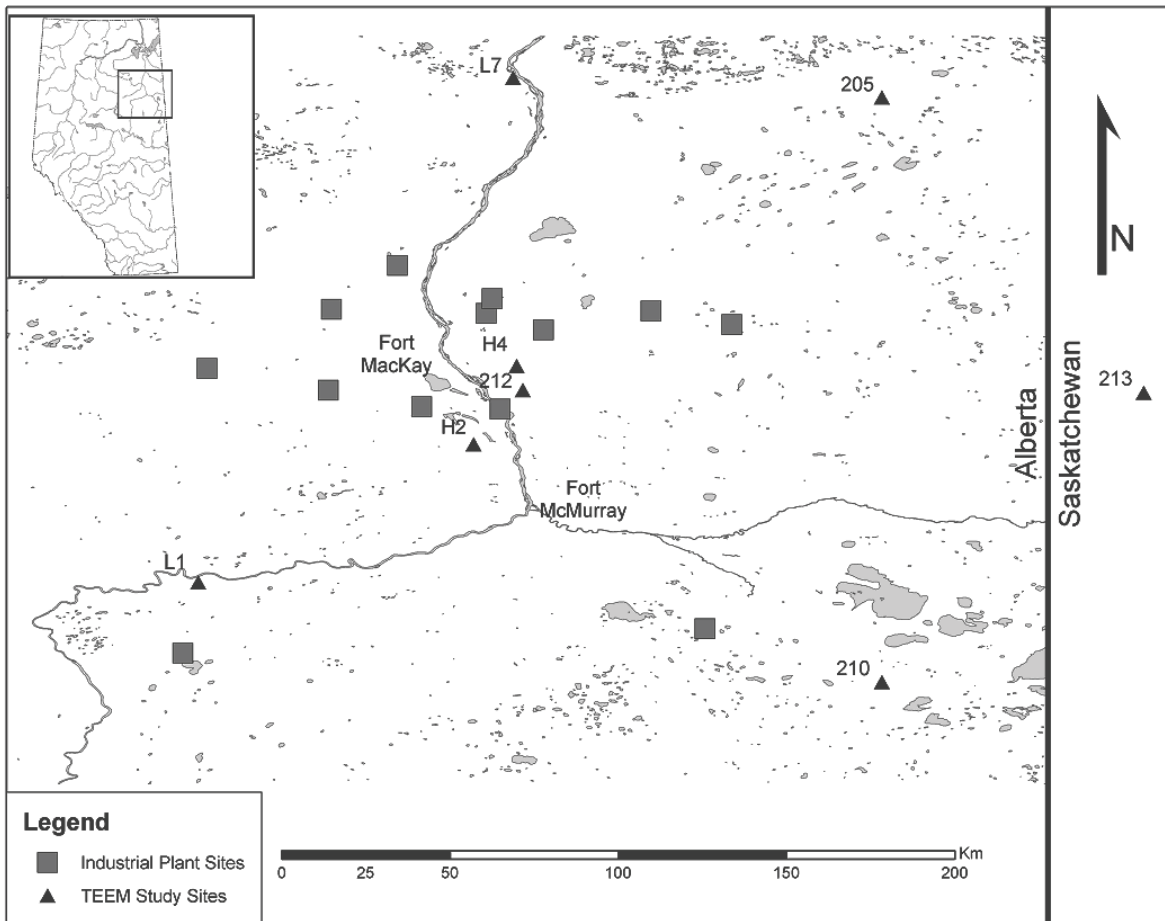 L7
205
N
Fort
MacKay
H4
212
213
H2
Alberta
Saskatchewan
Fort
McMurray
L1
210
Legend
Industrial Plant Sites
TEEM Study Sites
Km
0 25 50 100 150 200